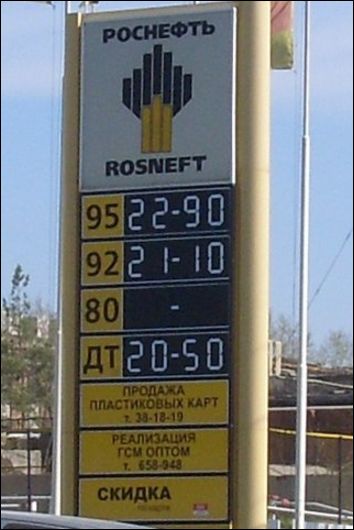 РОСНЕФТЬ
ROSNEFT
95 22-90
92 21-10
80 -
ДТ 20-50
ПРОДАЖА
ПЛАСТИКОВЫХ КАРТ
т. 38-18-19
РЕАЛИЗАЦИЯ
ГСМ ОПТОМ
т. 658-948
СКИДКА